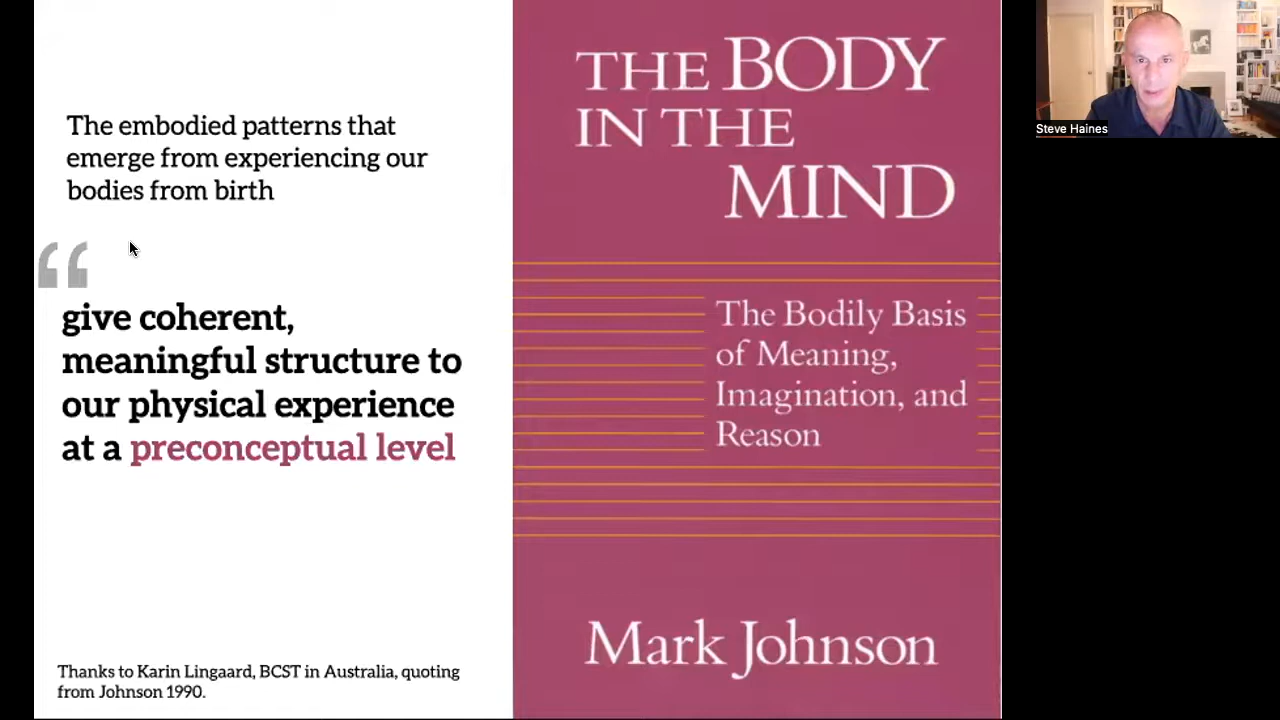 The embodied patterns that
emerge from experiencing our
bodies from birth
“
give coherent,
meaningful structure to
our physical experience
at a preconceptual level
Thanks to Karin Lingaard, BCST in Australia, quoting
from Johnson 1990.
THE BODY
IN THE
MIND
The Bodily Basis
of Meaning,
Imagination, and
Reason
Mark Johnson
Steve Haines